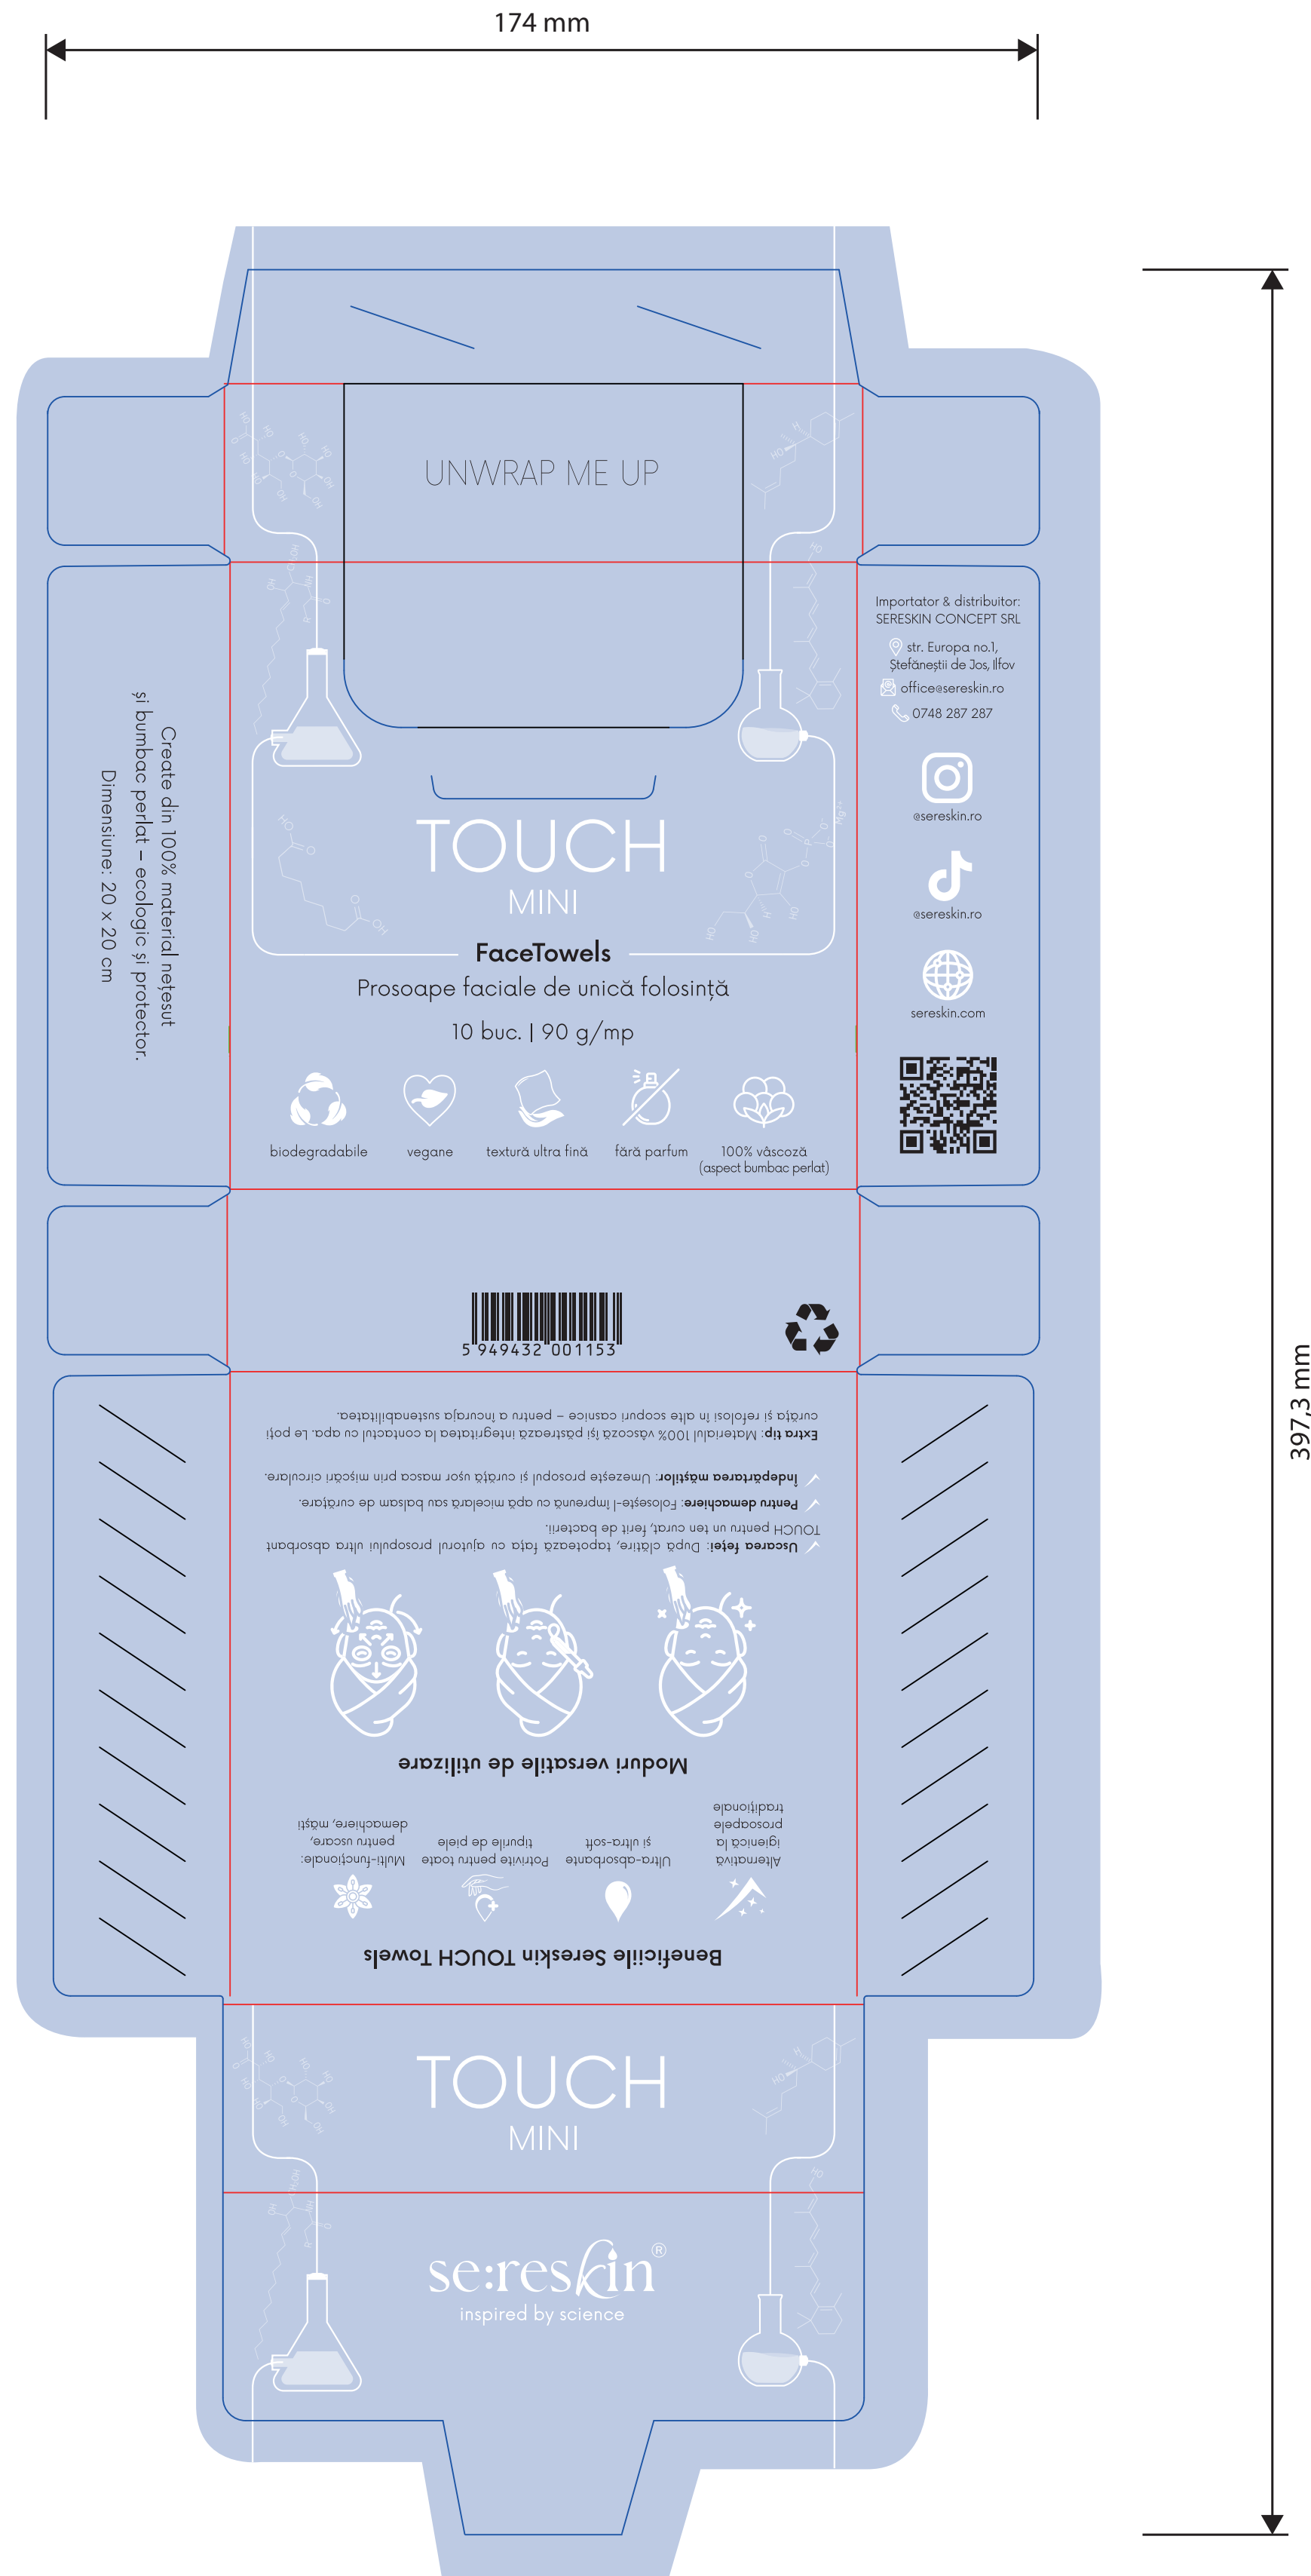 174 mm
397,3 mm
UNWRAP ME UP
TOUCH
MINI
FaceTowels
Prosoape faciale de unică folosință
10 buc. | 90 g/mp
biodegradabile
vegane
textură ultra fină
fără parfum
100% vâscoză
(aspect bumbac perlat)
Create din 100% material nețesut
și bumbac perlat – ecologic și protector.
Dimensiune: 20 x 20 cm
Importator & distribuitor:
SERESKIN CONCEPT SRL
str. Europa no.1,
Ștefăneștii de Jos, Ilfov
office@sereskin.ro
0748 287 287
@sereskin.ro
@sereskin.ro
sereskin.com
5 949432 001153
Beneficiile Sereskin TOUCH Towels
Alternativă
igienică la
prosoapele
tradiționale
Ultra-absorbante
și ultra-soft
Potrivite pentru toate
tipurile de piele
Multi-funcționale:
pentru uscare,
demachiere, măști
Moduri versatile de utilizare
Uscarea feței: După clătire, tapotează fața cu ajutorul prosopului ultra absorbant
TOUCH pentru un ten curat, ferit de bacterii.
Pentru demachiere: Folosește-l împreună cu apă micelară sau balsam de curățare.
Îndepărtarea măștilor: Umezește prosopul și curăță ușor masca prin mișcări circulare.
Extra tip: Materialul 100% vâscoză își păstrează integritatea la contactul cu apa. Le poți
curăța și refolosi în alte scopuri casnice – pentru a încuraja sustenabilitatea.
TOUCH
MINI
se:reskin®
inspired by science